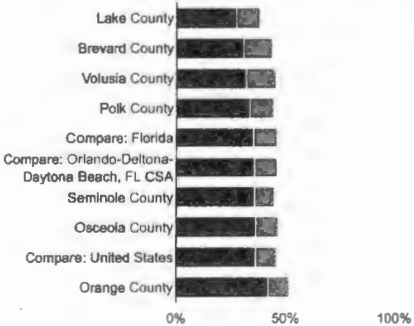 Lake County
Brevard County
Volusia County
Polk County
Compare: Florida
Compare: Orlando-Deltona-
Daytona Beach, FL CSA
Seminole County
Osceola County
Compare: United States
Orange County
0% 50% 100%